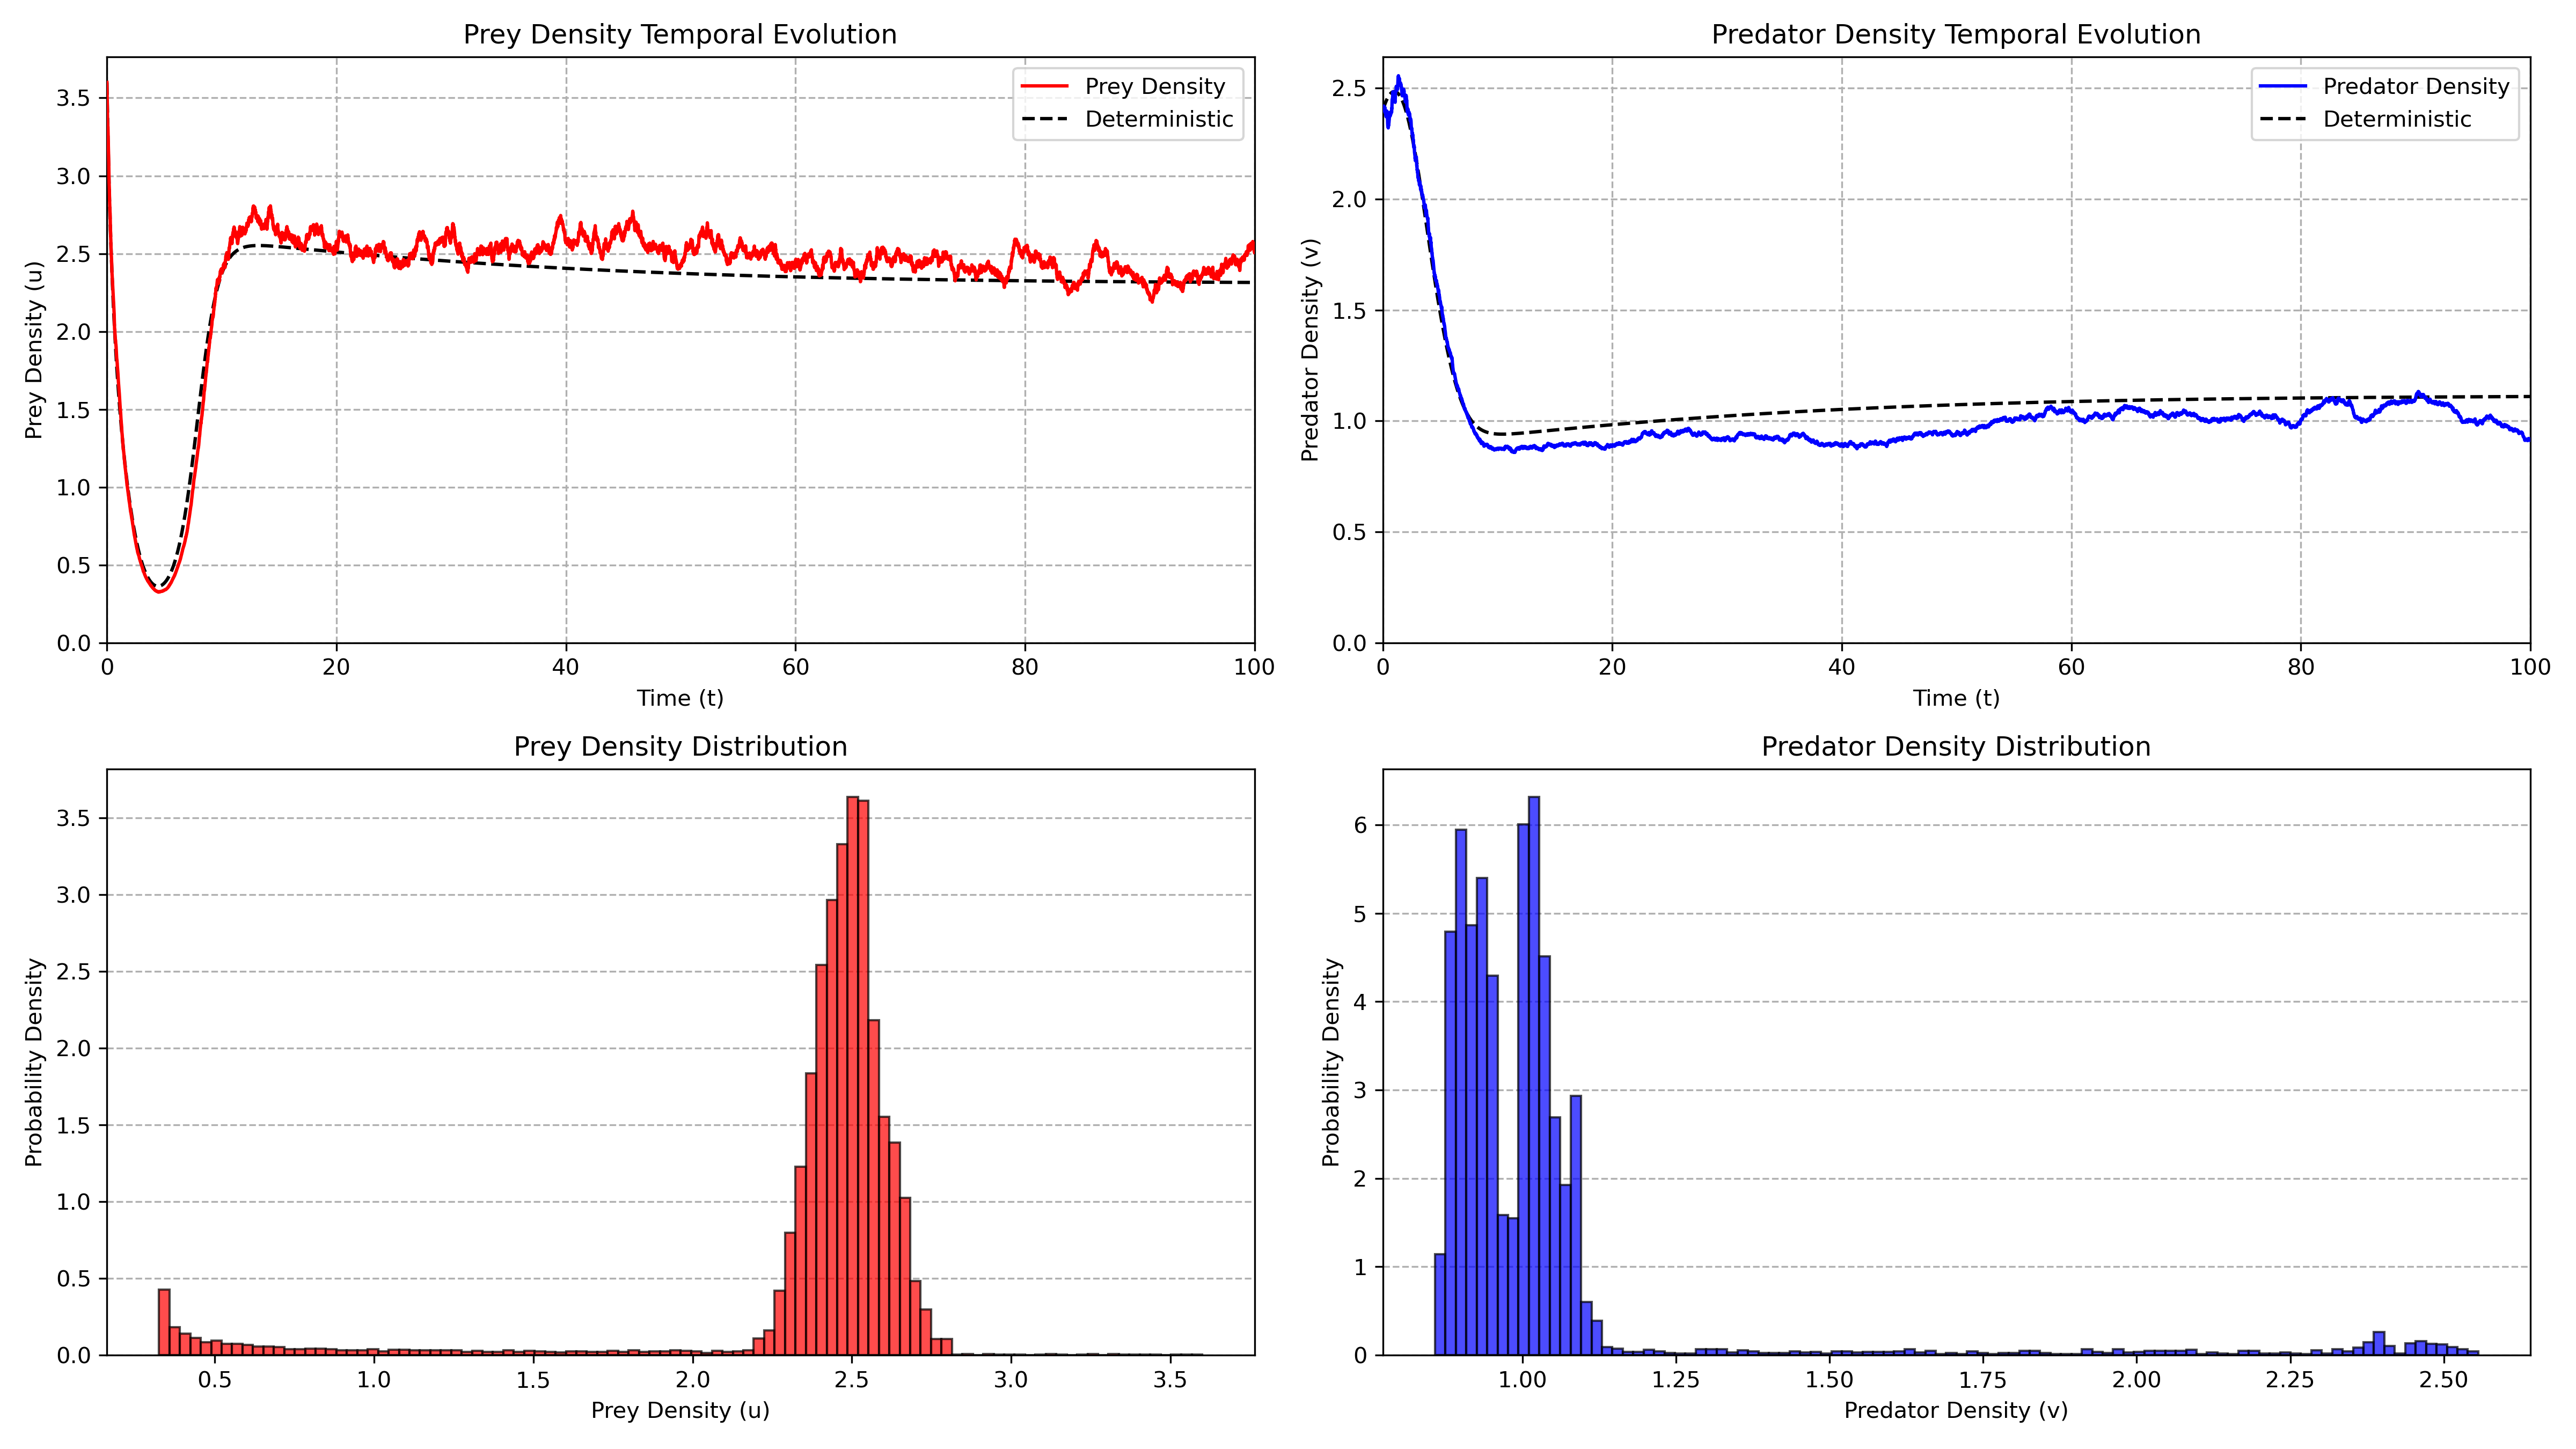 Prey Density Temporal Evolution
Prey Density (u)
3.5
3.0
2.5
2.0
1.5
1.0
0.5
0.0
Prey Density
Deterministic
0 20 40 60 80 100
Time (t)
Predator Density Temporal Evolution
Predator Density (v)
2.5
2.0
1.5
1.0
0.5
0.0
Predator Density
Deterministic
0 20 40 60 80 100
Time (t)
Prey Density Distribution
Probability Density
3.5
3.0
2.5
2.0
1.5
1.0
0.5
0.0
0.5 1.0 1.5 2.0 2.5 3.0 3.5
Prey Density (u)
Predator Density Distribution
Probability Density
6
5
4
3
2
1
0
1.00 1.25 1.50 1.75 2.00 2.25 2.50
Predator Density (v)